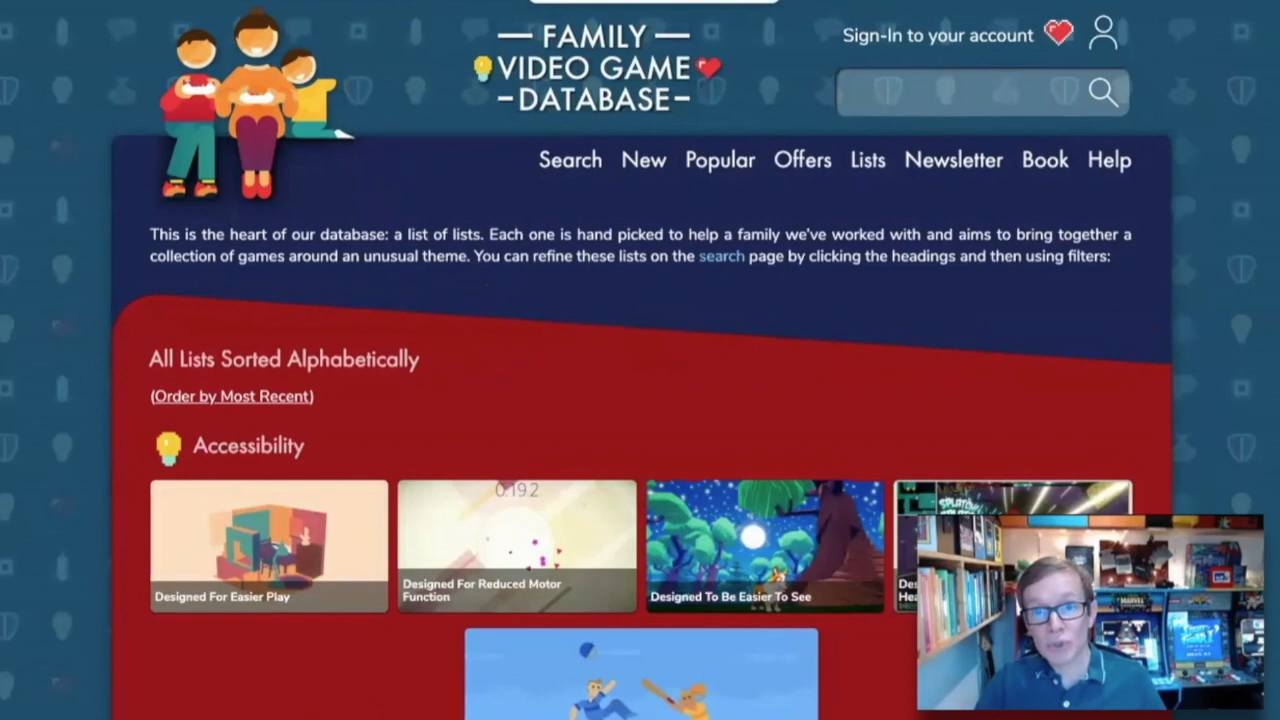 — FAMILY —
VIDEO GAME
–DATABASE–
Sign-In to your account
Search New Popular Offers Lists Newsletter Book Help
This is the heart of our database: a list of lists. Each one is hand picked to help a family we've worked with and aims to bring together a
collection of games around an unusual theme. You can refine these lists on the search page by clicking the headings and then using filters:
All Lists Sorted Alphabetically
(Order by Most Recent)
Accessibility
0:19.2
Designed For Easier Play
Designed For Reduced Motor
Function
Designed To Be Easier To See
MARVEL